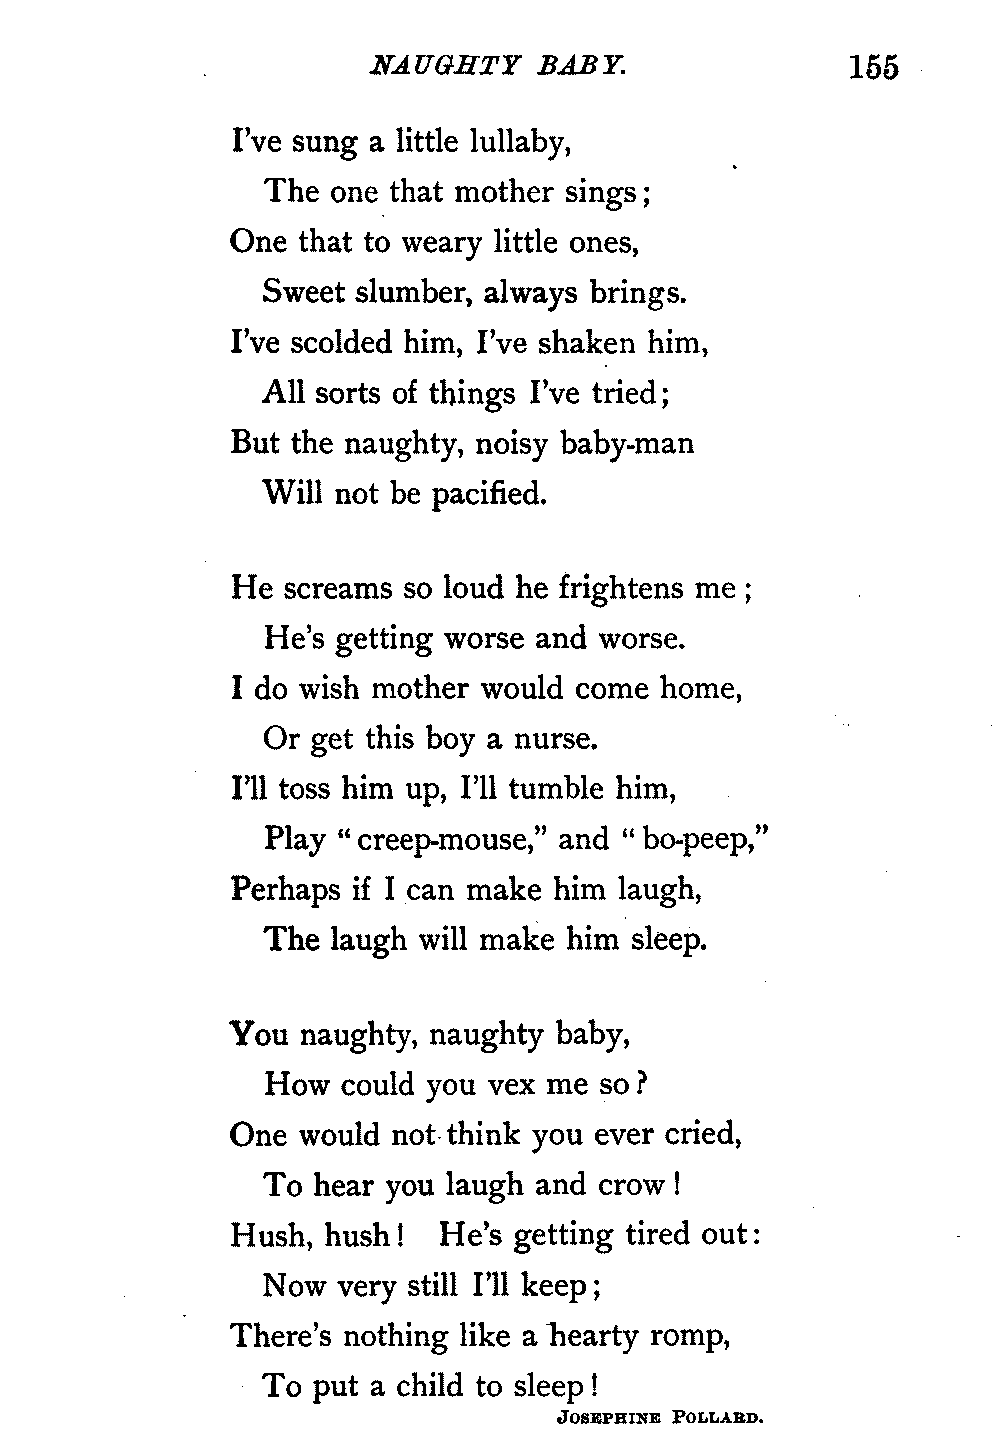 NAUGHTY BABY. 155
I've sung a little lullaby,
The one that mother sings;
One that to weary little ones,
Sweet slumber, always brings.
I've scolded him, I've shaken him,
All sorts of things I've tried;
But the naughty, noisy baby-man
Will not be pacified.

He screams so loud he frightens me;
He's getting worse and worse.
I do wish mother would come home,
Or get this boy a nurse.
I'll toss him up, I'll tumble him,
Play "creep-mouse," and "bo-peep,"
Perhaps if I can make him laugh,
The laugh will make him sleep.

You naughty, naughty baby,
How could you vex me so?
One would not think you ever cried,
To hear you laugh and crow!
Hush, hush! He's getting tired out:
Now very still I'll keep;
There's nothing like a hearty romp,
To put a child to sleep!
JOSEPHINE POLLARD.